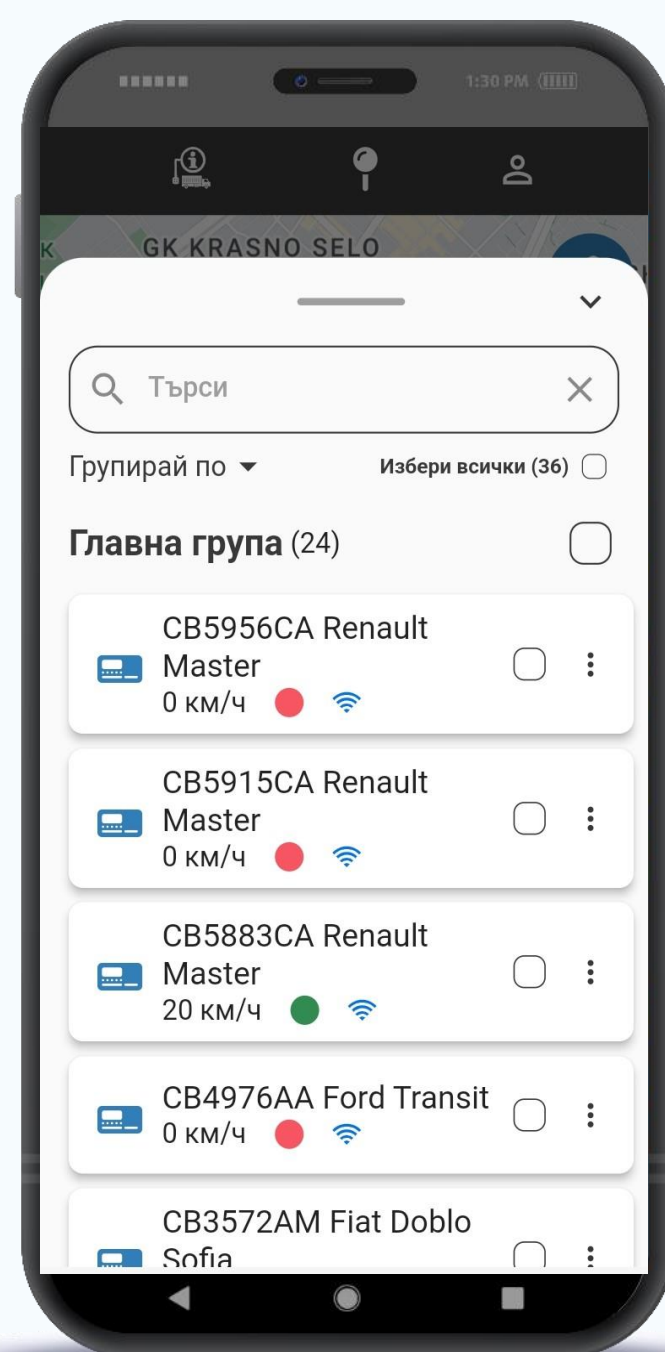 1:30 PM
GK KRASNO SELO
Търси
Групирай по
Избери всички (36)
Главна група (24)
CB5956CA Renault
Master
0 км/ч
CB5915CA Renault
Master
0 км/ч
CB5883CA Renault
Master
20 км/ч
CB4976AA Ford Transit
0 км/ч
CB3572AM Fiat Doblo
Sofia